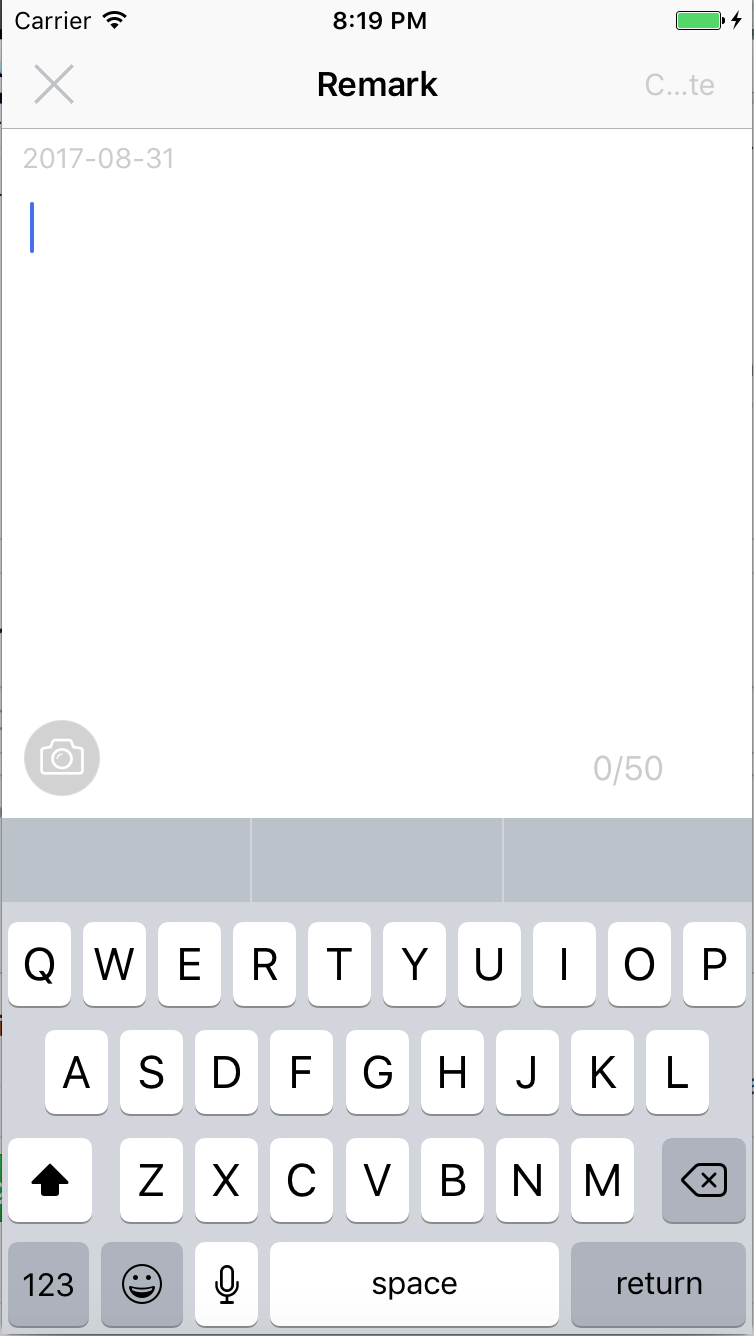 Carrier 8:19 PM
Remark C...te
2017-08-31
0/50
Q W E R T Y U I O P
A S D F G H J K L
Z X C V B N M
123 space return